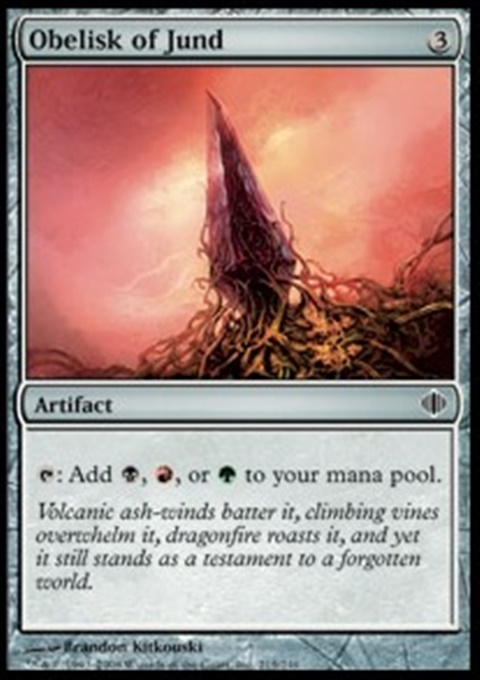 Obelisk of Jund 3
Artifact
: Add , , or to your mana pool.
Volcanic ash-winds batter it, climbing vines
overwhelm it, dragonfire roasts it, and yet
it still stands as a testament to a forgotten
world.
Brandon Kitkouski